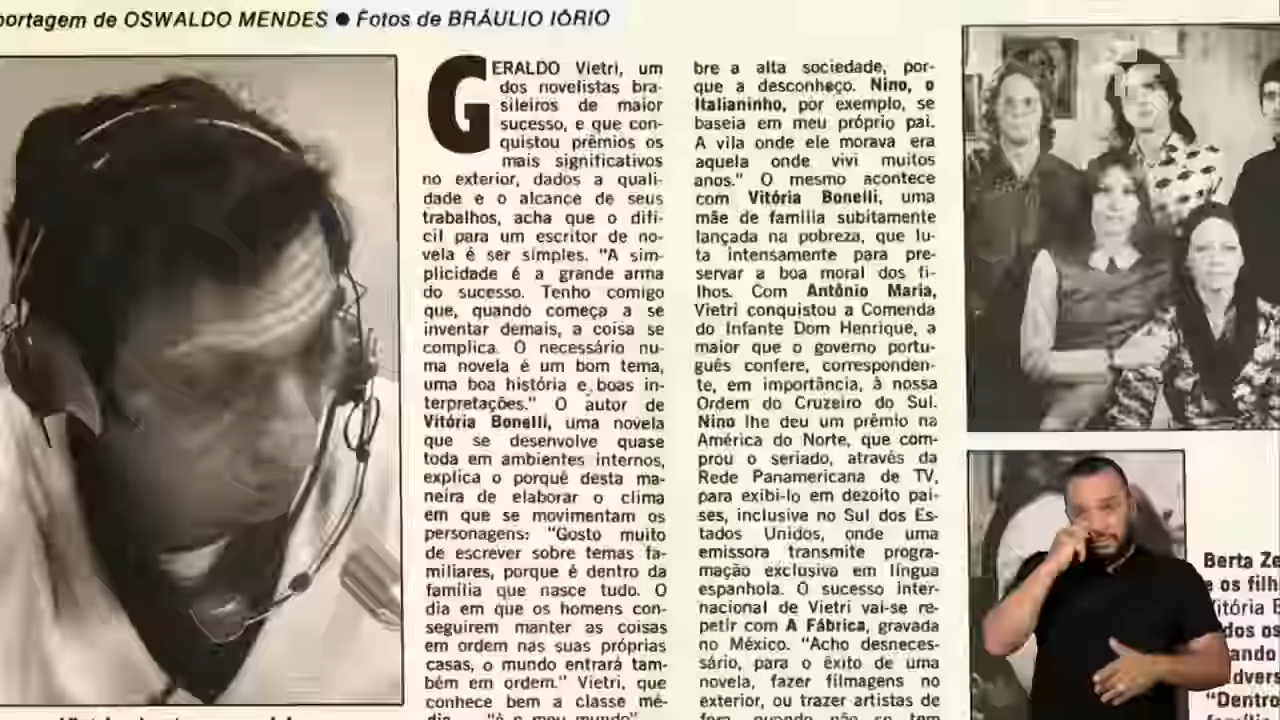 portagem de OSWALDO MENDES ● Fotos de BRÁULIO IÓRIO
GERALDO Vietri, um
dos novelistas bra-
sileiros de maior
sucesso, e que con-
quistou prêmios os
mais significativos
no exterior, dados a quali-
dade e o alcance de seus
trabalhos, acha que o difí-
cil para um escritor de no-
vela é ser simples. "A sim-
plicidade é a grande arma
do sucesso. Tenho comigo
que, quando começa a se
inventar demais, a coisa se
complica. O necessário nu-
ma novela é um bom tema,
uma boa história e boas in-
terpretações." O autor de
Vitória Bonelli, uma novela
que se desenvolve quase
toda em ambientes internos,
explica o porquê desta ma-
neira de elaborar o clima
em que se movimentam os
personagens: "Gosto muito
de escrever sobre temas fa-
miliares, porque é dentro da
família que nasce tudo. O
dia em que os homens con-
seguirem manter as coisas
em ordem nas suas próprias
casas, o mundo entrará tam-
bém em ordem." Vietri, que
conhece bem a classe mé-
dia "é o meu mundo"
bre a alta sociedade, por-
que a desconheço. Nino, o
Italianinho, por exemplo, se
baseia em meu próprio pai.
A vila onde ele morava era
aquela onde vivi muitos
anos." O mesmo acontece
com Vitória Bonelli, uma
mãe de família subitamente
lançada na pobreza, que lu-
ta intensamente para pre-
servar a boa moral dos fi-
lhos. Com Antônio Maria,
Vietri conquistou a Comenda
do Infante Dom Henrique, a
maior que o governo portu-
guês confere, corresponden-
te, em importância, à nossa
Ordem do Cruzeiro do Sul.
Nino lhe deu um prêmio na
América do Norte, que com-
prou o seriado, através da
Rede Panamericana de TV,
para exibi-lo em dezoito paí-
ses, inclusive no Sul dos Es-
tados Unidos, onde uma
emissora transmite progra-
mação exclusiva em língua
espanhola. O sucesso inter-
nacional de Vietri vai-se re-
petir com A Fábrica, gravada
no México. "Acho desneces-
sário, para o êxito de uma
novela, fazer filmagens no
exterior, ou trazer artistas de
fora, quando não se tem
Berta Ze
e os filh
Vitória B
dos os
ando
dvers
"Dentro